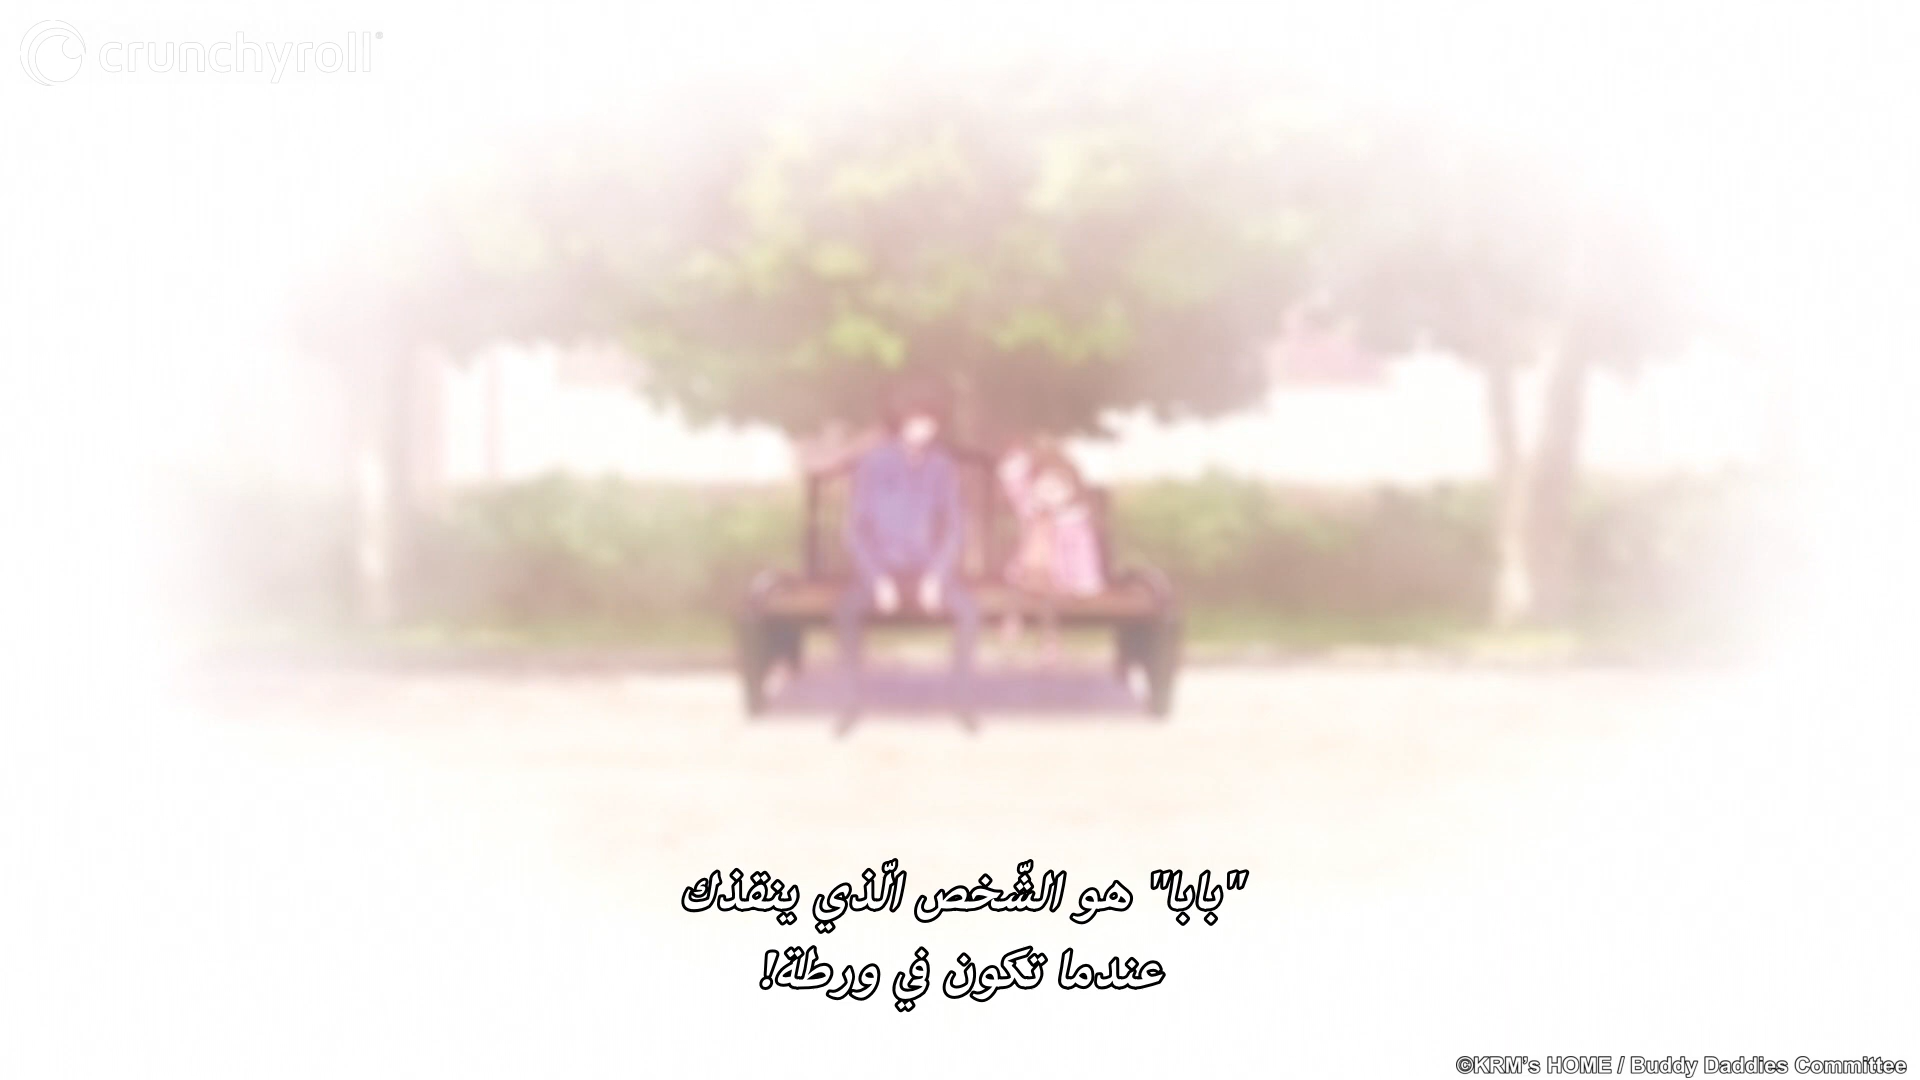 crunchyroll
"بابا" هو الشّخص الّذي ينقذك
عندما تكون في ورطة!
©KRM's HOME / Buddy Daddies Committee